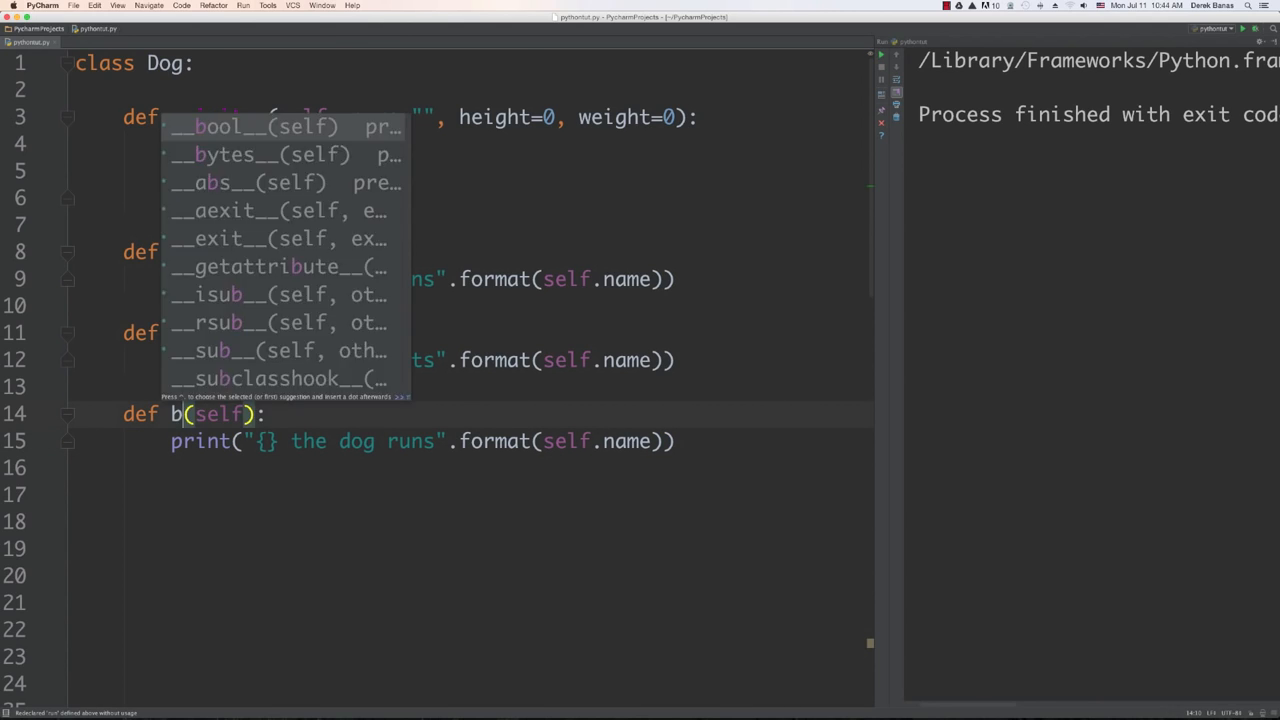 PyCharm File Edit View Navigate Code Refactor Run Tools VCS Window Help
10 Mon Jul 11 10:44 AM Derek Banas
pythontut.py - PycharmProjects - [~/PycharmProjects]
PycharmProjects pythontut.py
pythontut
pythontut.py
Run pythontut
1 class Dog:
/Library/Frameworks/Python.fram
2
3 def "", height=0, weight=0):
Process finished with exit cod
__bool__(self) pr…
4
__bytes__(self) p…
5
__abs__(self) pre…
6
__aexit__(self, e…
7
__exit__(self, ex…
8 def
__getattribute__(…
9 ns".format(self.name))
__isub__(self, ot…
10
__rsub__(self, ot…
11 def
__sub__(self, oth…
12 ts".format(self.name))
__subclasshook__(…
13
Press ^. to choose the selected (or first) suggestion and insert a dot afterwards >>
14 def b(self):
15 print("{} the dog runs".format(self.name))
16
17
18
19
20
21
22
23
24
Redeclared 'run' defined above without usage
14:10 LF÷ UTF-8÷